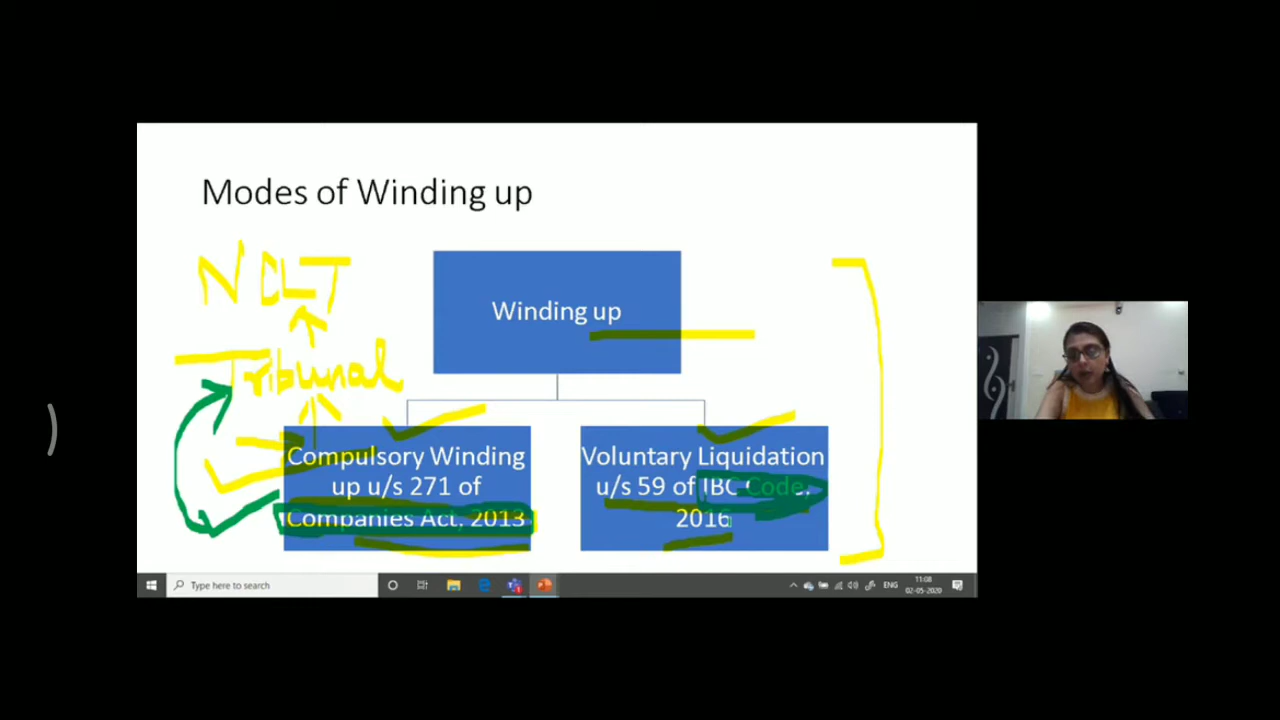 Modes of Winding up
NCLT
Winding up
Tribunal
Compulsory Winding
up u/s 271 of
Companies Act, 2013
Voluntary Liquidation
u/s 59 of IBC Code,
2016
Type here to search
ENG
11:08
02-05-2020